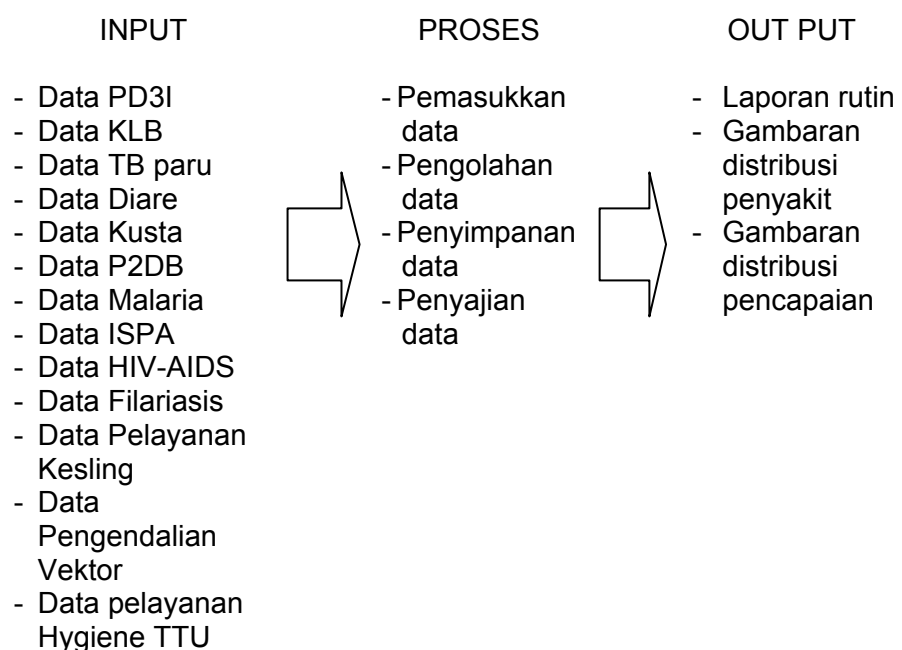 INPUT
- Data PD3I
- Data KLB
- Data TB paru
- Data Diare
- Data Kusta
- Data P2DB
- Data Malaria
- Data ISPA
- Data HIV-AIDS
- Data Filariasis
- Data Pelayanan
Kesling
- Data
Pengendalian
Vektor
- Data pelayanan
Hygiene TTU
PROSES
- Pemasukkan
data
- Pengolahan
data
- Penyimpanan
data
- Penyajian
data
OUT PUT
- Laporan rutin
- Gambaran
distribusi
penyakit
- Gambaran
distribusi
pencapaian